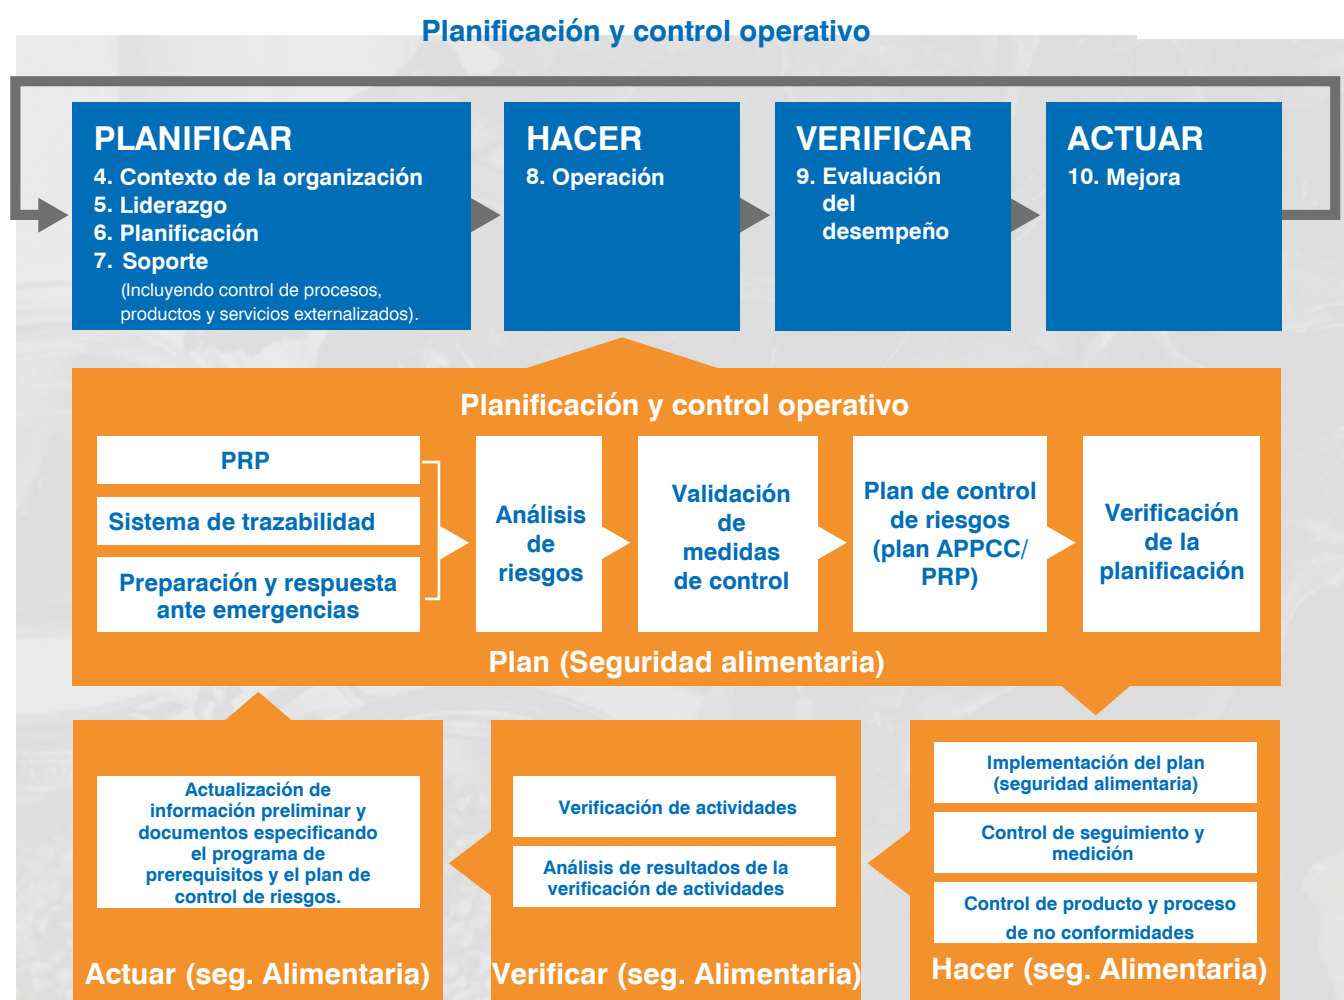 Planificación y control operativo
PLANIFICAR
4. Contexto de la organización
5. Liderazgo
6. Planificación
7. Soporte
(Incluyendo control de procesos,
productos y servicios externalizados).
HACER
8. Operación
VERIFICAR
9. Evaluación
del
desempeño
ACTUAR
10. Mejora
Planificación y control operativo
PRP
Sistema de trazabilidad
Preparación y respuesta
ante emergencias
Análisis
de
riesgos
Validación
de
medidas
de control
Plan de control
de riesgos
(plan APPCC/
PRP)
Verificación
de la
planificación
Plan (Seguridad alimentaria)
Actualización de
información preliminar y
documentos especificando
el programa de
prerequisitos y el plan de
control de riesgos.
Actuar (seg. Alimentaria)
Verificación de actividades
Análisis de resultados de la
verificación de actividades
Verificar (seg. Alimentaria)
Implementación del plan
(seguridad alimentaria)
Control de seguimiento y
medición
Control de producto y proceso
de no conformidades
Hacer (seg. Alimentaria)